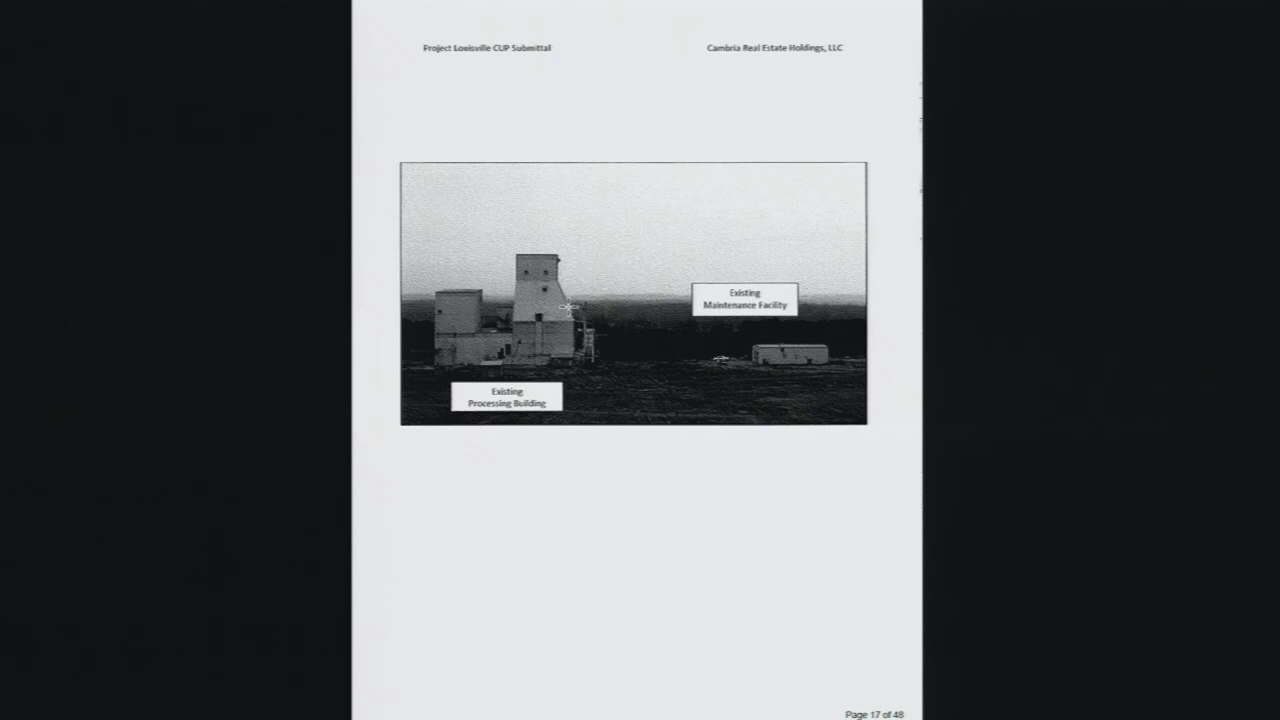 Project Louisville CUP Submittal
Cambria Real Estate Holdings, LLC
Existing
Maintenance Facility
Existing
Processing Building
Page 17 of 48